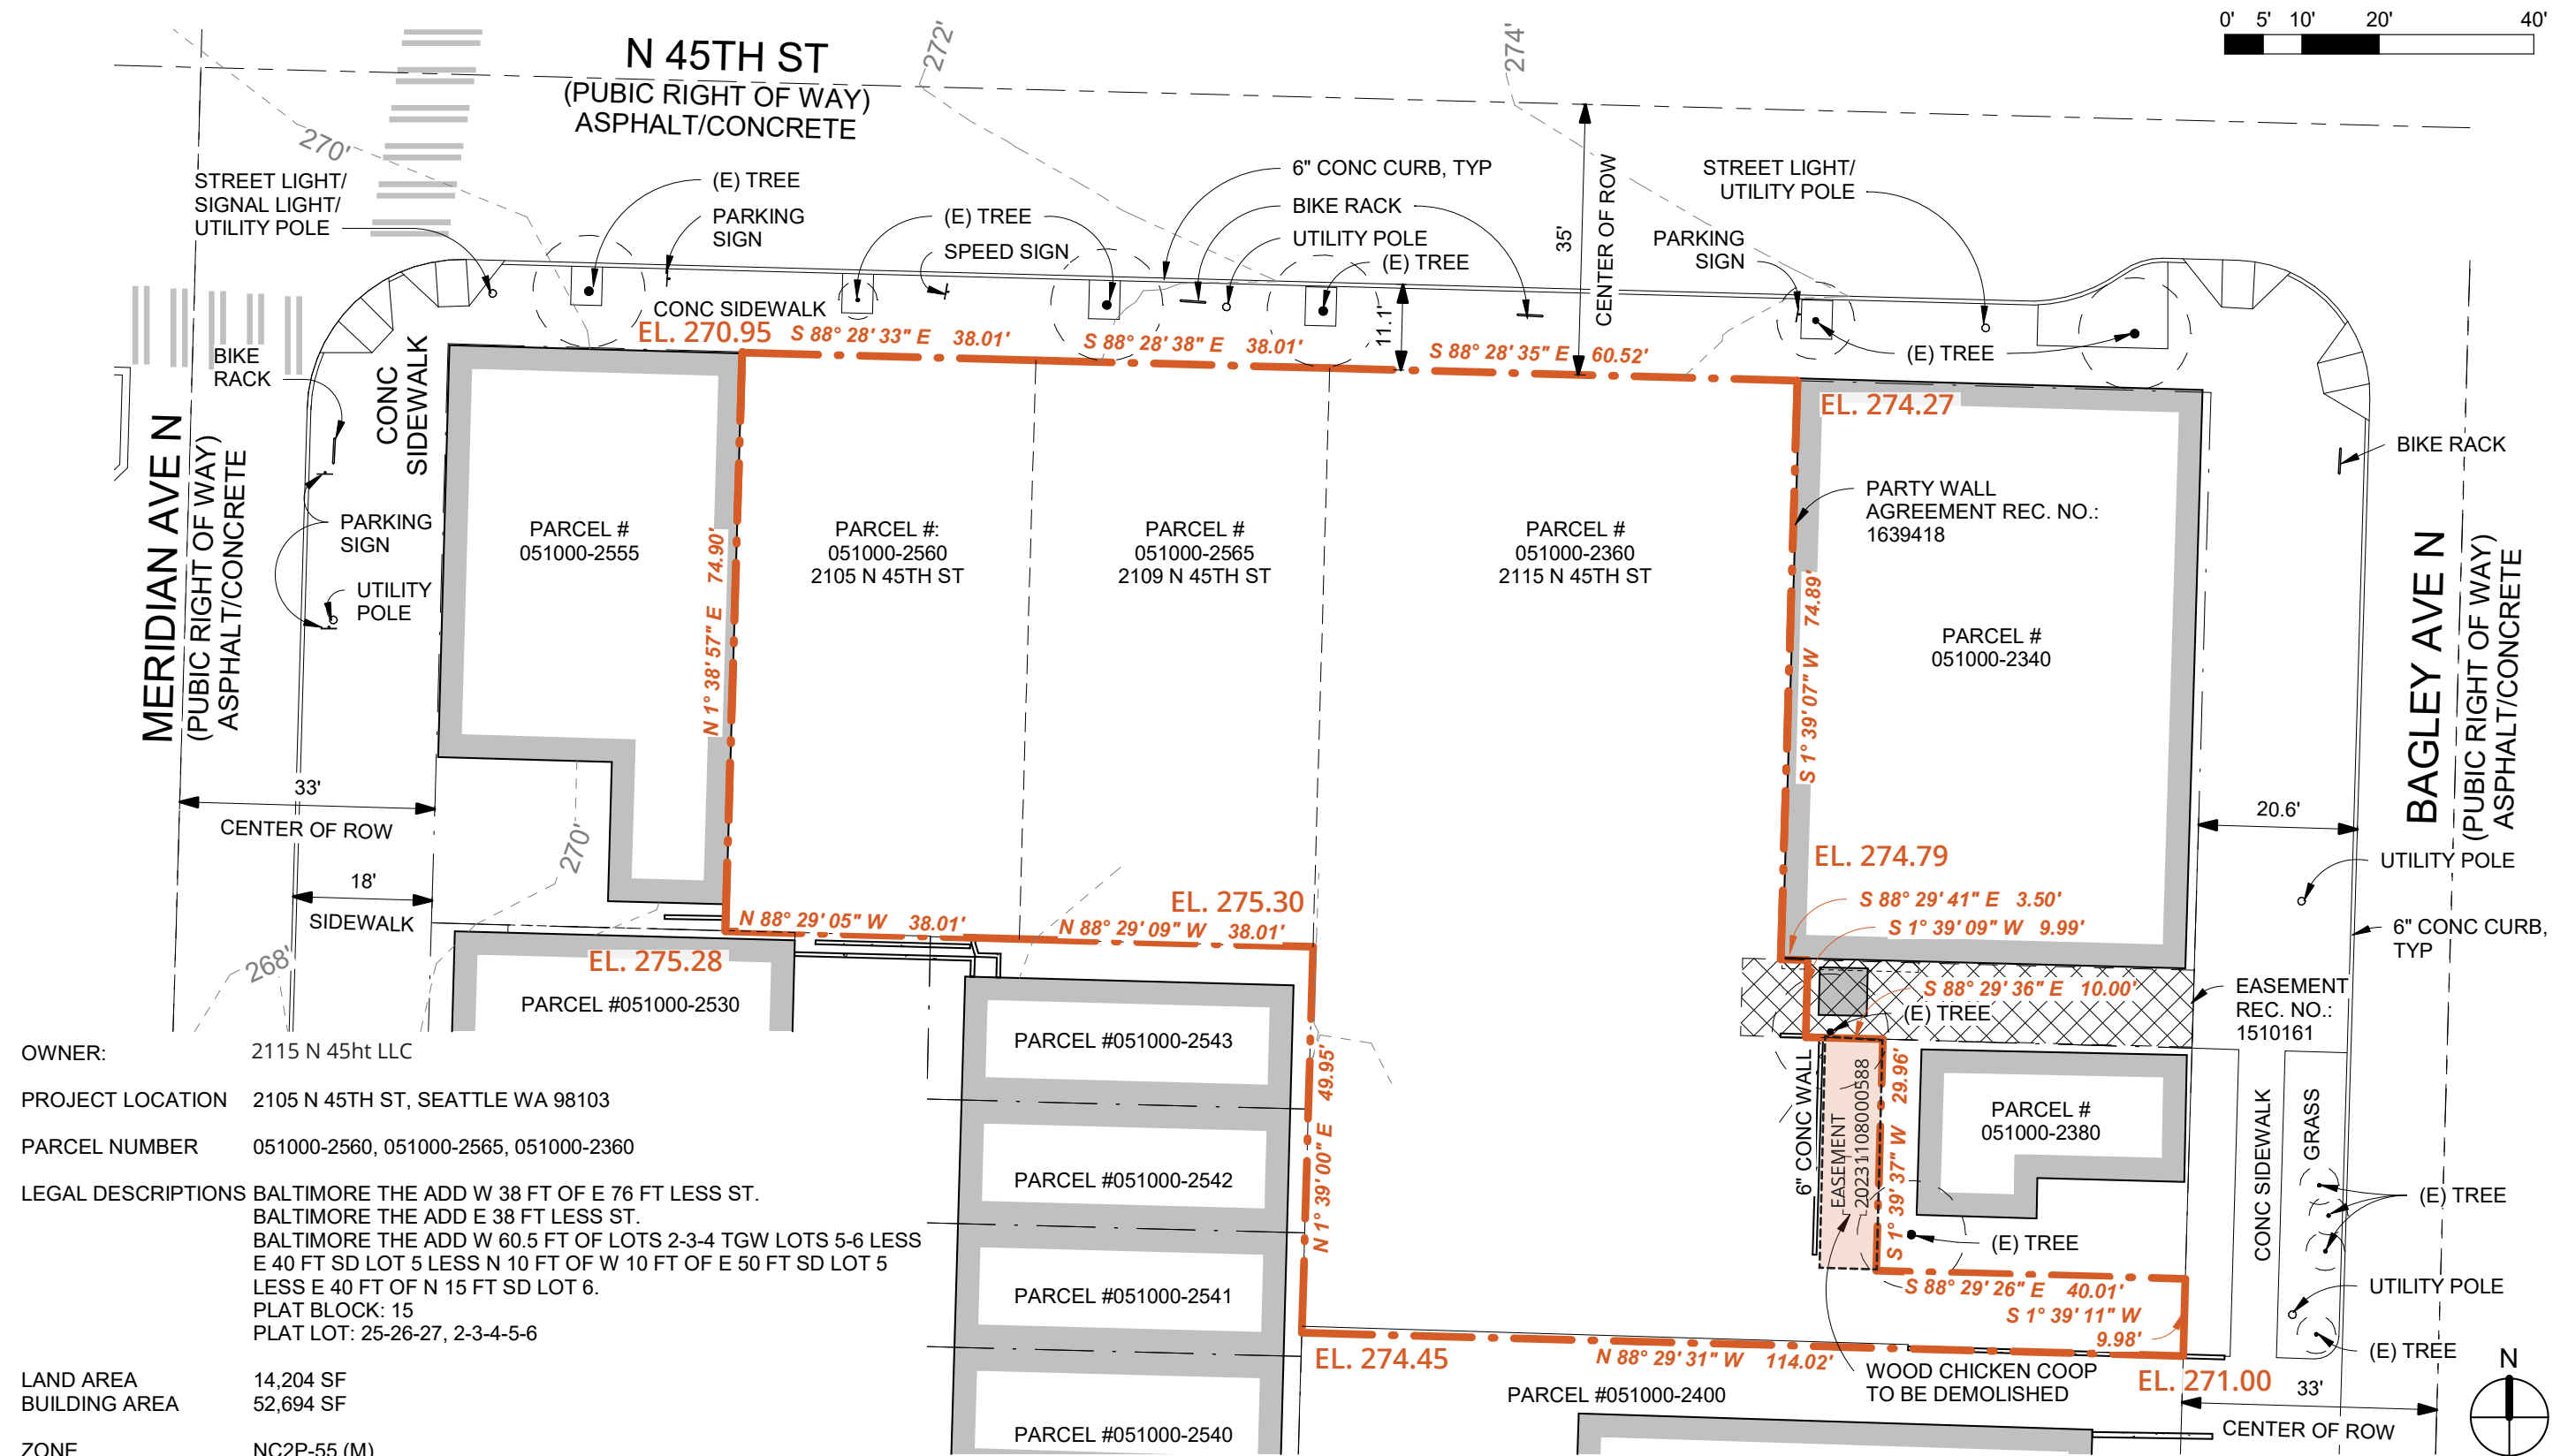 0' 5' 10' 20' 40'
N 45TH ST
(PUBIC RIGHT OF WAY)
ASPHALT/CONCRETE
272'
274'
270'
STREET LIGHT/
SIGNAL LIGHT/
UTILITY POLE
(E) TREE
PARKING
SIGN
(E) TREE
SPEED SIGN
6" CONC CURB, TYP
BIKE RACK
UTILITY POLE
(E) TREE
35'
CENTER OF ROW
STREET LIGHT/
UTILITY POLE
PARKING
SIGN
(E) TREE
CONC SIDEWALK
11.1'
EL. 270.95
S 88° 28' 33" E 38.01'
S 88° 28' 38" E 38.01'
S 88° 28' 35" E 60.52'
EL. 274.27
BIKE
RACK
CONC
SIDEWALK
MERIDIAN AVE N
(PUBIC RIGHT OF WAY)
ASPHALT/CONCRETE
PARKING
SIGN
UTILITY
POLE
PARCEL #
051000-2555
N 1° 38' 57" E 74.90'
PARCEL #:
051000-2560
2105 N 45TH ST
PARCEL #
051000-2565
2109 N 45TH ST
PARCEL #
051000-2360
2115 N 45TH ST
S 1° 39' 07" W 74.89'
PARTY WALL
AGREEMENT REC. NO.:
1639418
PARCEL #
051000-2340
BIKE RACK
BAGLEY AVE N
(PUBIC RIGHT OF WAY)
ASPHALT/CONCRETE
33'
CENTER OF ROW
18'
SIDEWALK
270'
268'
20.6'
UTILITY POLE
6" CONC CURB,
TYP
EL. 274.79
S 88° 29' 41" E 3.50'
S 1° 39' 09" W 9.99'
EL. 275.30
N 88° 29' 05" W 38.01'
N 88° 29' 09" W 38.01'
EL. 275.28
PARCEL #051000-2530
S 88° 29' 36" E 10.00'
(E) TREE
EASEMENT
REC. NO.:
1510161
PARCEL #051000-2543
PARCEL #051000-2542
PARCEL #051000-2541
PARCEL #051000-2540
N 1° 39' 00" E 49.95'
6" CONC WALL
EASEMENT
20231108000588
S 1° 39' 37" W 29.96'
PARCEL #
051000-2380
(E) TREE
CONC SIDEWALK
GRASS
(E) TREE
UTILITY POLE
(E) TREE
S 88° 29' 26" E 40.01'
S 1° 39' 11" W
9.98'
EL. 274.45
N 88° 29' 31" W 114.02'
WOOD CHICKEN COOP
TO BE DEMOLISHED
EL. 271.00
PARCEL #051000-2400
33'
CENTER OF ROW
N
OWNER: 2115 N 45ht LLC
PROJECT LOCATION 2105 N 45TH ST, SEATTLE WA 98103
PARCEL NUMBER 051000-2560, 051000-2565, 051000-2360
LEGAL DESCRIPTIONS BALTIMORE THE ADD W 38 FT OF E 76 FT LESS ST.
BALTIMORE THE ADD E 38 FT LESS ST.
BALTIMORE THE ADD W 60.5 FT OF LOTS 2-3-4 TGW LOTS 5-6 LESS
E 40 FT SD LOT 5 LESS N 10 FT OF W 10 FT OF E 50 FT SD LOT 5
LESS E 40 FT OF N 15 FT SD LOT 6.
PLAT BLOCK: 15
PLAT LOT: 25-26-27, 2-3-4-5-6
LAND AREA 14,204 SF
BUILDING AREA 52,694 SF
ZONE NC2P-55 (M)